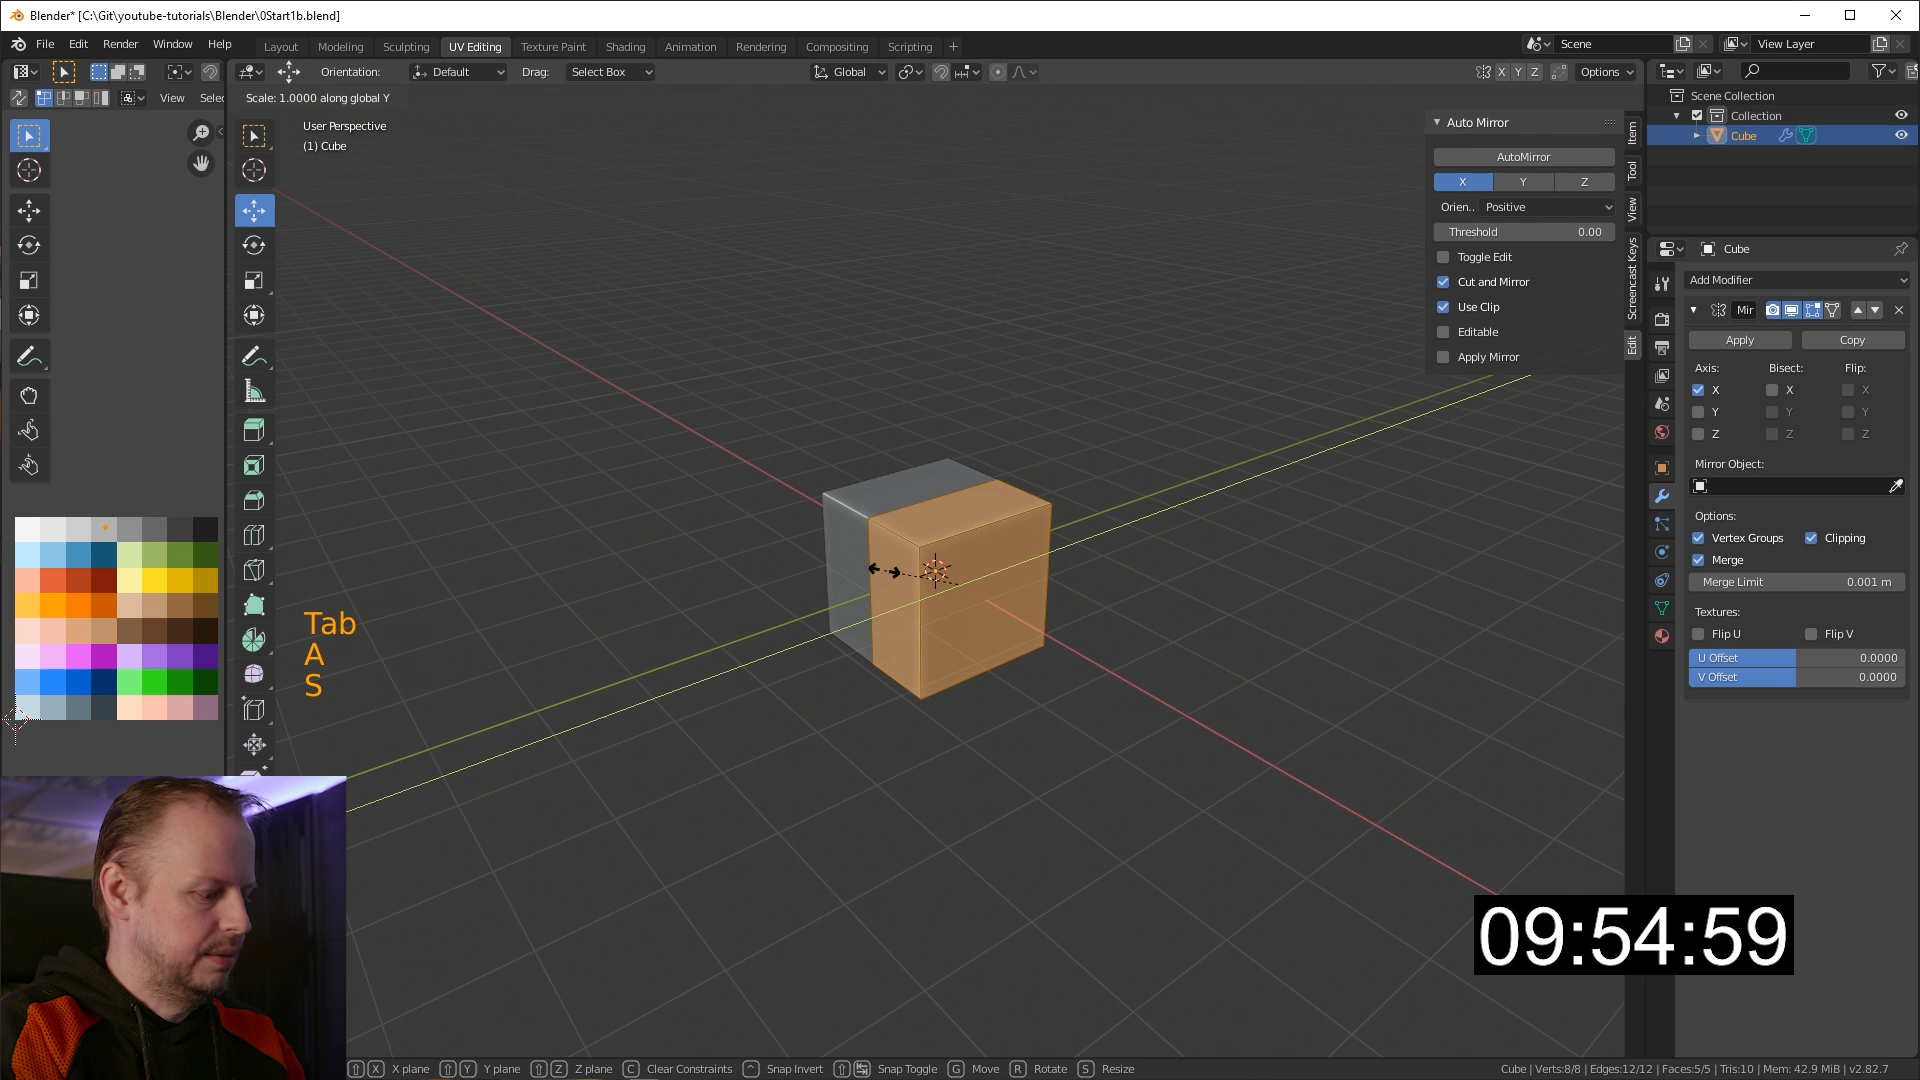 Blender* [C:\Git\youtube-tutorials\Blender\0Start1b.blend]
File Edit Render Window Help
Layout Modeling Sculpting UV Editing Texture Paint Shading Animation Rendering Compositing Scripting +
Scene
View Layer
Orientation: Default Drag: Select Box
Global
X Y Z Options
View Selec
Scale: 1.0000 along global Y
User Perspective
(1) Cube
Tab
A
S
Auto Mirror
AutoMirror
X Y Z
Orien.. Positive
Threshold 0.00
Toggle Edit
Cut and Mirror
Use Clip
Editable
Apply Mirror
Item
Tool
View
Screencast Keys
Edit
Scene Collection
Collection
Cube
Cube
Add Modifier
Mir
Apply Copy
Axis: Bisect: Flip:
X X X
Y Y Y
Z Z Z
Mirror Object:
Options:
Vertex Groups Clipping
Merge
Merge Limit 0.001 m
Textures:
Flip U Flip V
U Offset 0.0000
V Offset 0.0000
09:54:59
X X plane Y Y plane Z Z plane C Clear Constraints Snap Invert Snap Toggle G Move R Rotate S Resize
Cube | Verts:8/8 | Edges:12/12 | Faces:5/5 | Tris:10 | Mem: 42.9 MiB | v2.82.7